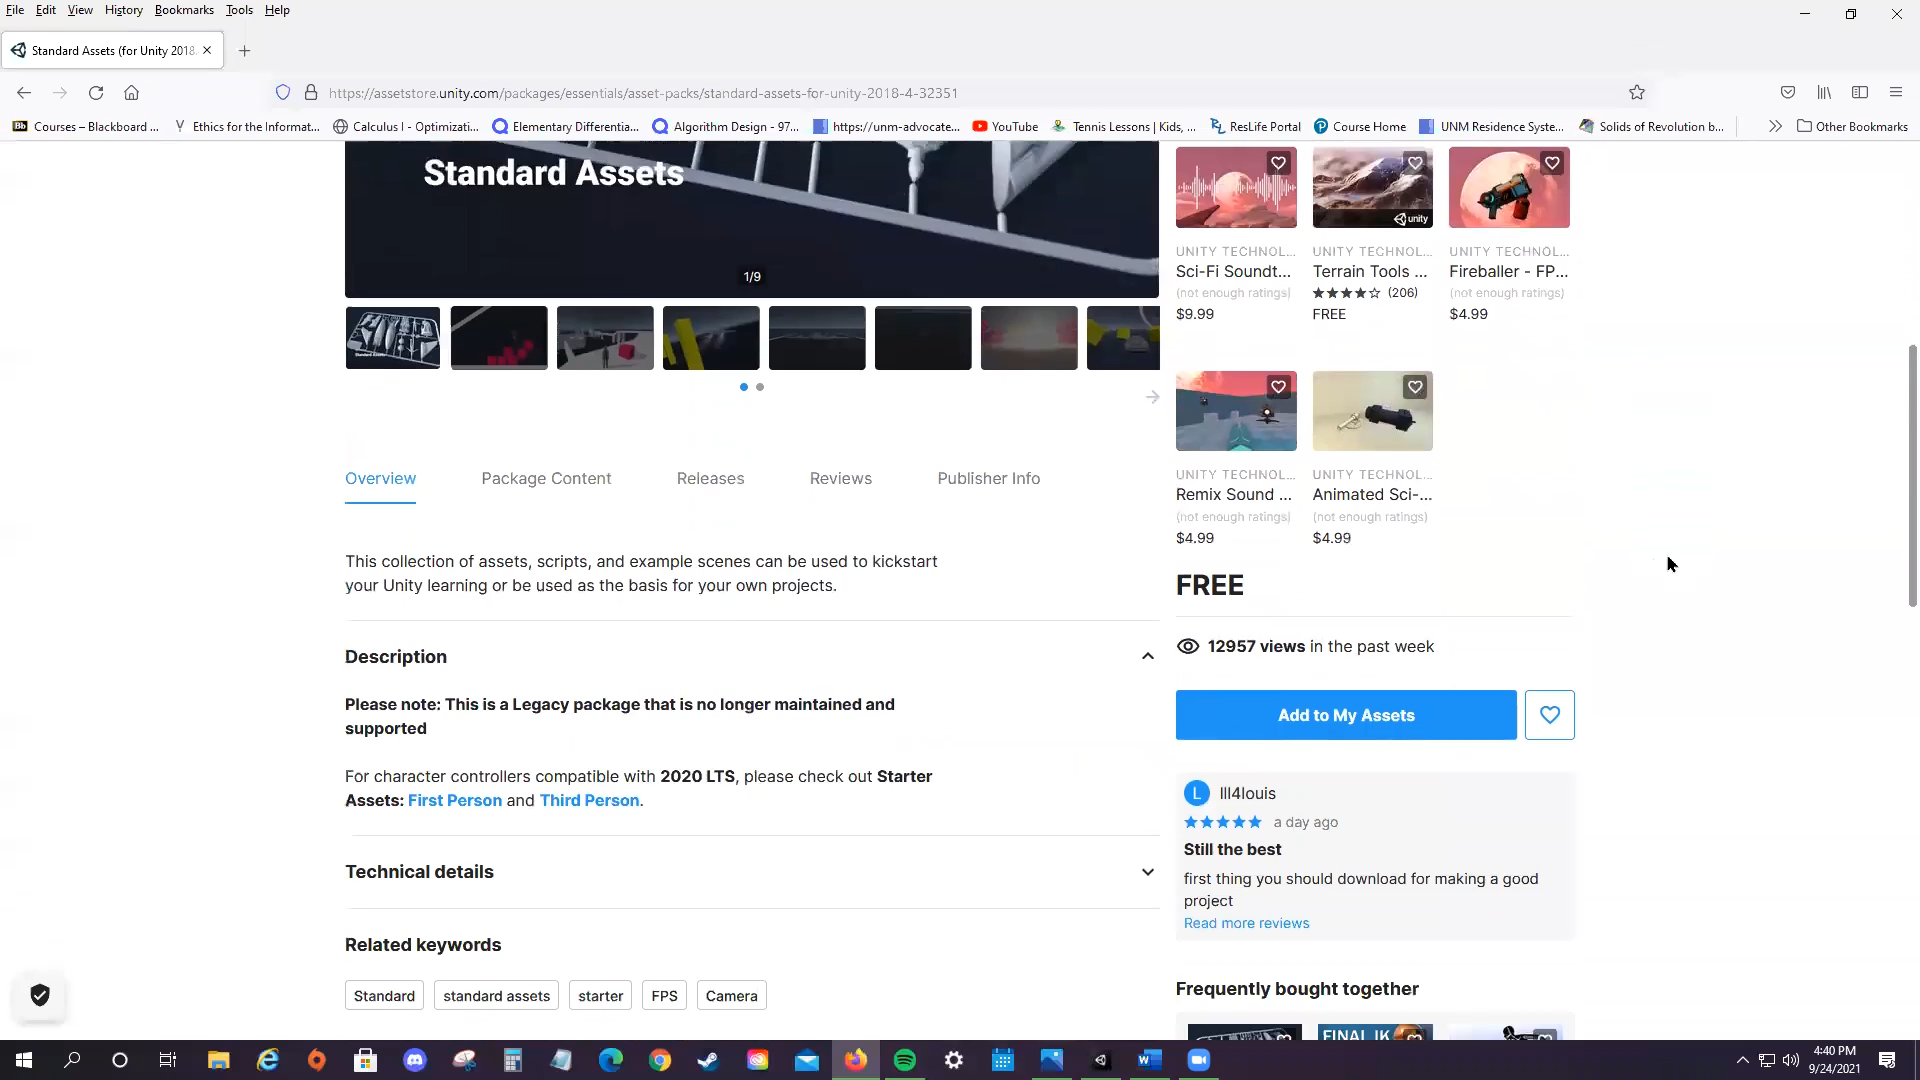 File Edit View History Bookmarks Tools Help
Standard Assets (for Unity 2018
https://assetstore.unity.com/packages/essentials/asset-packs/standard-assets-for-unity-2018-4-32351
Bb Courses – Blackboard ... Ethics for the Informat... Calculus I - Optimizati... Elementary Differentia... Algorithm Design - 97... https://unm-advocate... YouTube Tennis Lessons | Kids, ... ResLife Portal Course Home UNM Residence Syste... Solids of Revolution b... Other Bookmarks
Standard Assets
1/9
unity
UNITY TECHNOL... UNITY TECHNOL... UNITY TECHNOL...
Sci-Fi Soundt... Terrain Tools ... Fireballer - FP...
(not enough ratings) (206) (not enough ratings)
$9.99 FREE $4.99
UNITY TECHNOL... UNITY TECHNOL...
Remix Sound ... Animated Sci-...
(not enough ratings) (not enough ratings)
$4.99 $4.99
Overview Package Content Releases Reviews Publisher Info
This collection of assets, scripts, and example scenes can be used to kickstart
your Unity learning or be used as the basis for your own projects.
Description
Please note: This is a Legacy package that is no longer maintained and
supported
For character controllers compatible with 2020 LTS, please check out Starter
Assets: First Person and Third Person.
Technical details
Related keywords
Standard standard assets starter FPS Camera
FREE
12957 views in the past week
Add to My Assets
L lll4louis
a day ago
Still the best
first thing you should download for making a good
project
Read more reviews
Frequently bought together
FINAL IK
4:40 PM
9/24/2021